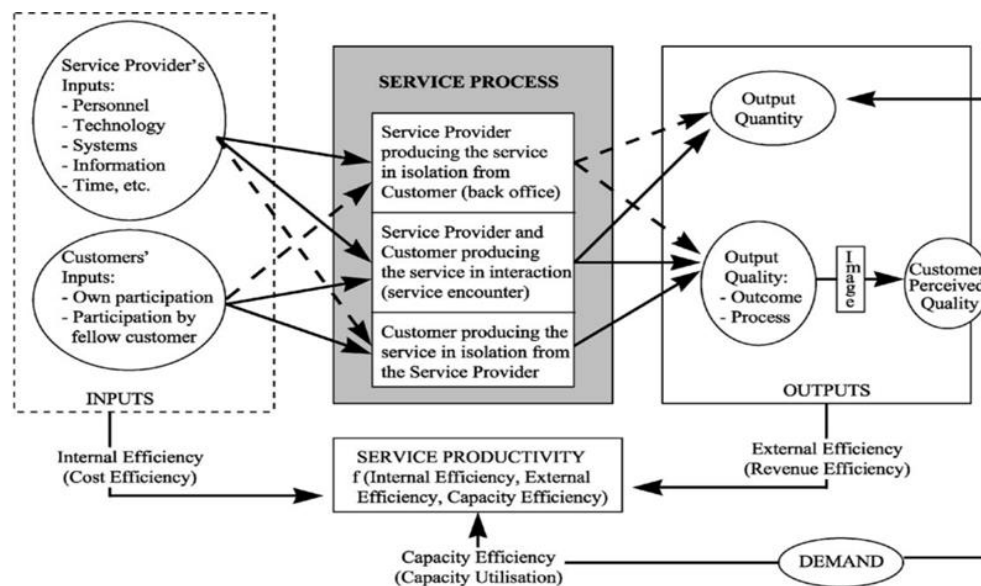 Service Provider's
Inputs:
- Personnel
- Technology
- Systems
- Information
- Time, etc.
Customers'
Inputs:
- Own participation
- Participation by
fellow customer
INPUTS
SERVICE PROCESS
Service Provider
producing the service
in isolation from
Customer (back office)
Service Provider and
Customer producing
the service in interaction
(service encounter)
Customer producing the
service in isolation from
the Service Provider
Output
Quantity
Output
Quality:
- Outcome
- Process
Image
Customer
Perceived
Quality
OUTPUTS
Internal Efficiency
(Cost Efficiency)
SERVICE PRODUCTIVITY
f (Internal Efficiency, External
Efficiency, Capacity Efficiency)
External Efficiency
(Revenue Efficiency)
Capacity Efficiency
(Capacity Utilisation)
DEMAND